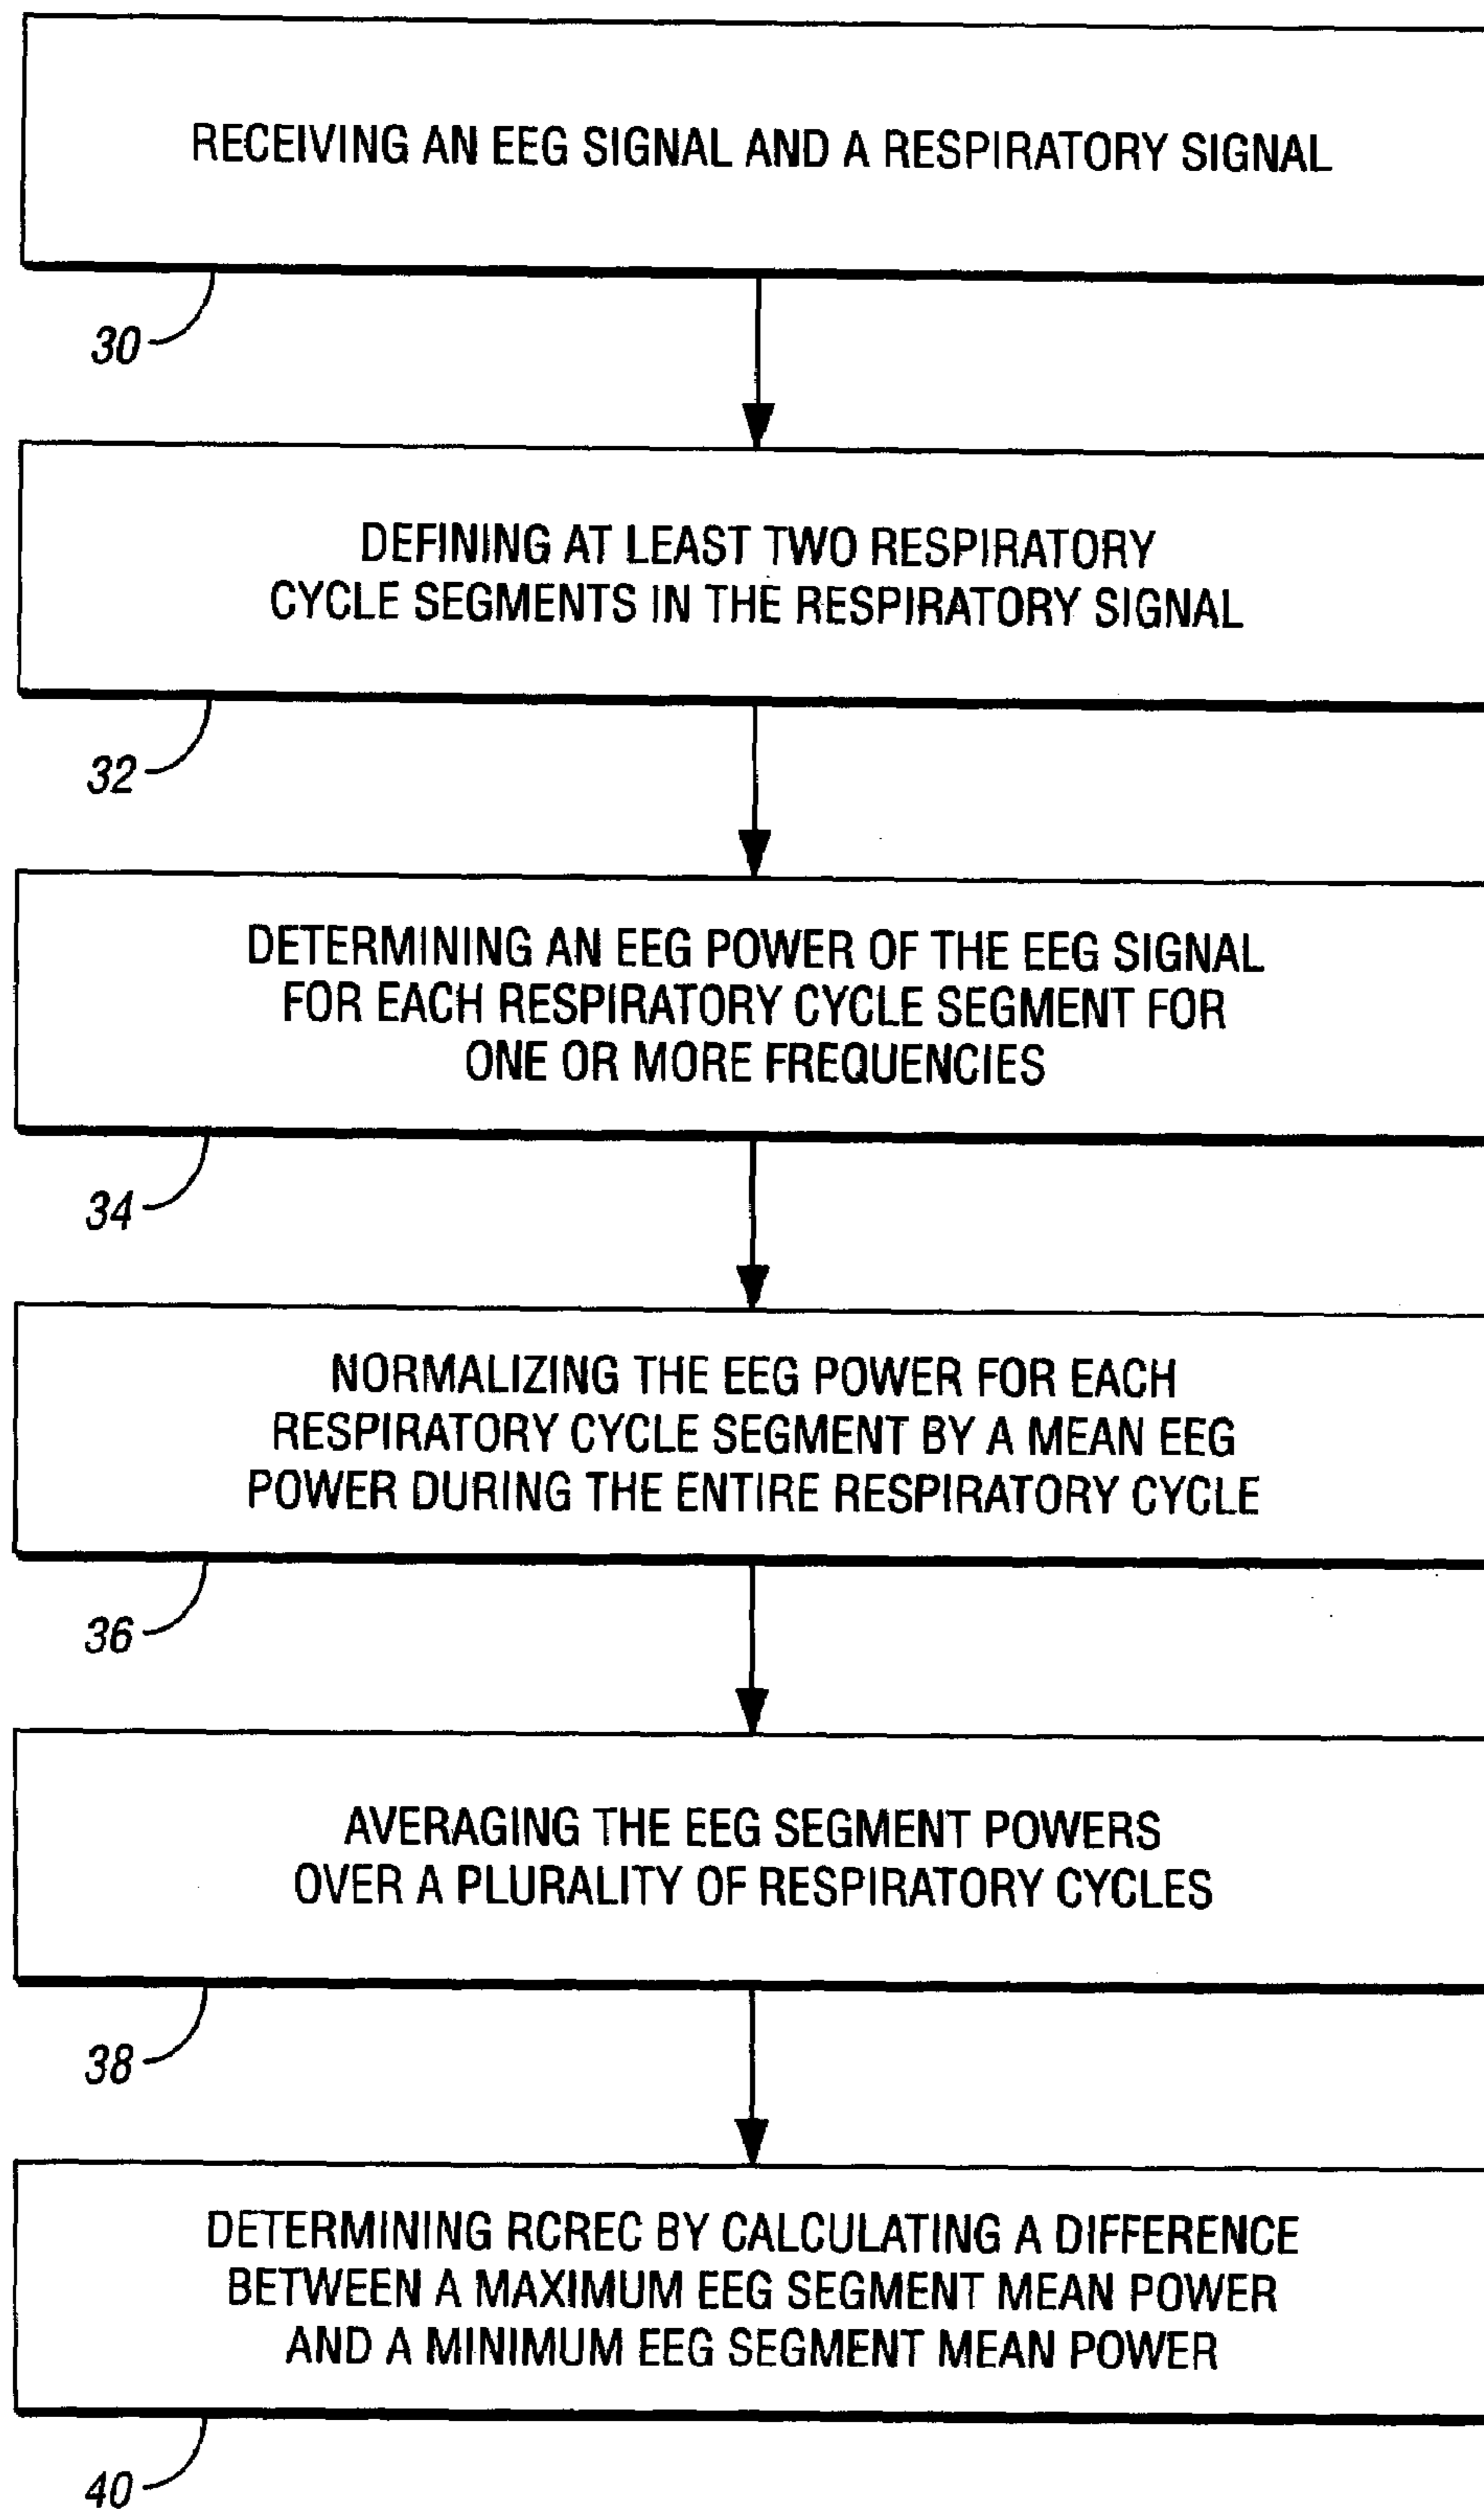 RECEIVING AN EEG SIGNAL AND A RESPIRATORY SIGNAL
30
DEFINING AT LEAST TWO RESPIRATORY
CYCLE SEGMENTS IN THE RESPIRATORY SIGNAL
32
DETERMINING AN EEG POWER OF THE EEG SIGNAL
FOR EACH RESPIRATORY CYCLE SEGMENT FOR
ONE OR MORE FREQUENCIES
34
NORMALIZING THE EEG POWER FOR EACH
RESPIRATORY CYCLE SEGMENT BY A MEAN EEG
POWER DURING THE ENTIRE RESPIRATORY CYCLE
36
AVERAGING THE EEG SEGMENT POWERS
OVER A PLURALITY OF RESPIRATORY CYCLES
38
DETERMINING RCREC BY CALCULATING A DIFFERENCE
BETWEEN A MAXIMUM EEG SEGMENT MEAN POWER
AND A MINIMUM EEG SEGMENT MEAN POWER
40